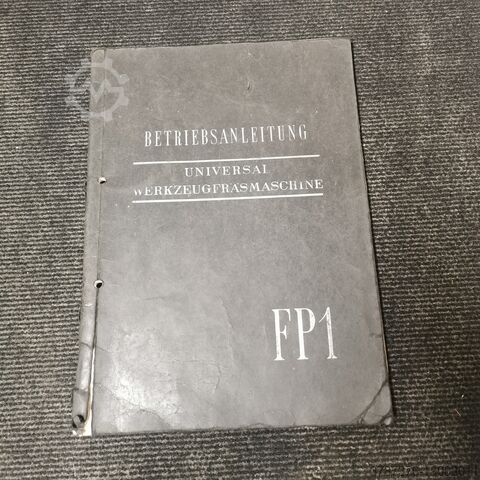 BETRIEBSANLEITUNG
UNIVERSAL
WERKZEUGFRÄSMASCHINE
FP1